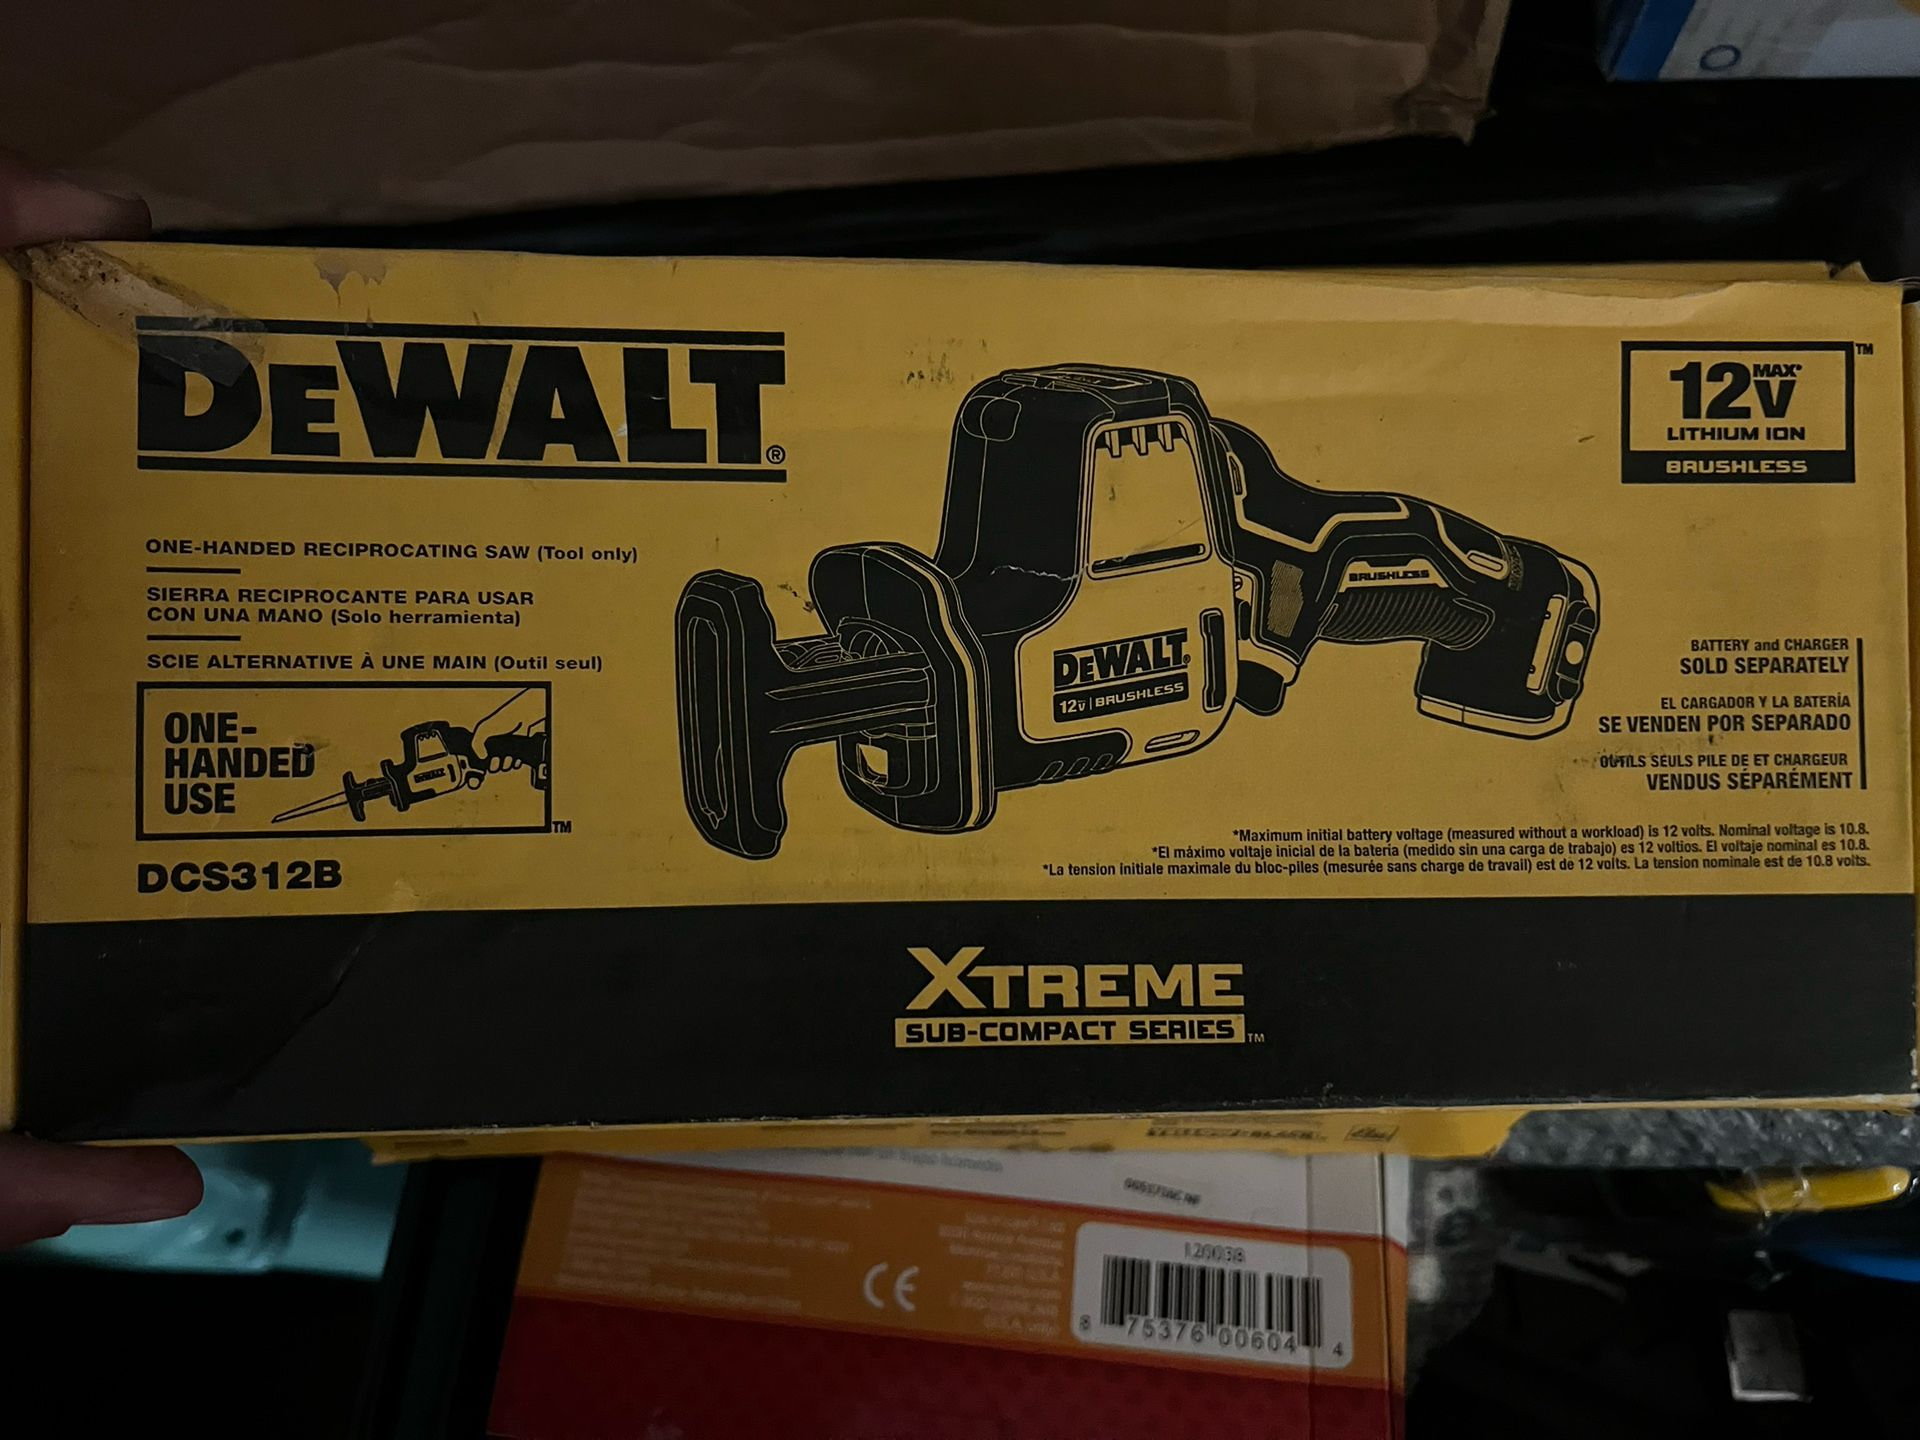 DEWALT®
12V MAX* TM
LITHIUM ION
BRUSHLESS
ONE-HANDED RECIPROCATING SAW (Tool only)
SIERRA RECIPROCANTE PARA USAR
CON UNA MANO (Solo herramienta)
SCIE ALTERNATIVE À UNE MAIN (Outil seul)
ONE-
HANDED
USE
DEWALT
TM
DCS312B
BRUSHLESS
DEWALT®
12V | BRUSHLESS
BATTERY and CHARGER
SOLD SEPARATELY
EL CARGADOR Y LA BATERÍA
SE VENDEN POR SEPARADO
OUTILS SEULS PILE DE ET CHARGEUR
VENDUS SÉPARÉMENT
*Maximum initial battery voltage (measured without a workload) is 12 volts. Nominal voltage is 10.8.
*El máximo voltaje inicial de la batería (medido sin una carga de trabajo) es 12 voltios. El voltaje nominal es 10.8.
*La tension initiale maximale du bloc-piles (mesurée sans charge de travail) est de 12 volts. La tension nominale est de 10.8 volts.
XTREME
SUB-COMPACT SERIES TM
CE
120038
8 75376 00604 4